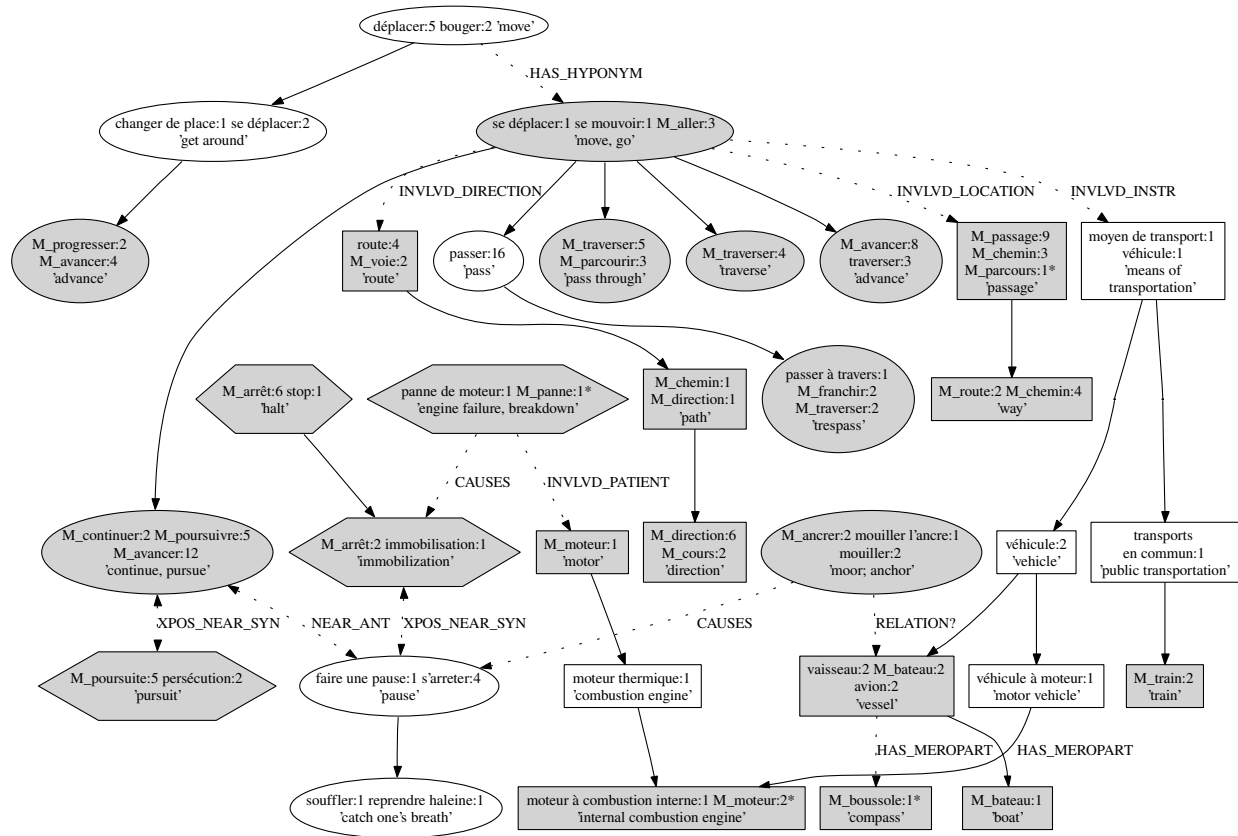 déplacer:5 bouger:2 'move'
HAS_HYPONYM
changer de place:1 se déplacer:2
'get around'
se déplacer:1 se mouvoir:1 M_aller:3
'move, go'
INVLVD_DIRECTION
INVLVD_LOCATION
INVLVD_INSTR
M_progresser:2
M_avancer:4
'advance'
route:4
M_voie:2
'route'
passer:16
'pass'
M_traverser:5
M_parcourir:3
'pass through'
M_traverser:4
'traverse'
M_avancer:8
traverser:3
'advance'
M_passage:9
M_chemin:3
M_parcours:1*
'passage'
moyen de transport:1
véhicule:1
'means of
transportation'
M_arrêt:6 stop:1
'halt'
panne de moteur:1 M_panne:1*
'engine failure, breakdown'
M_chemin:1
M_direction:1
'path'
passer à travers:1
M_franchir:2
M_traverser:2
'trespass'
M_route:2 M_chemin:4
'way'
CAUSES
INVLVD_PATIENT
M_continuer:2 M_poursuivre:5
M_avancer:12
'continue, pursue'
M_arrêt:2 immobilisation:1
'immobilization'
M_moteur:1
'motor'
M_direction:6
M_cours:2
'direction'
M_ancrer:2 mouiller l'ancre:1
mouiller:2
'moor; anchor'
véhicule:2
'vehicle'
transports
en commun:1
'public transportation'
XPOS_NEAR_SYN
NEAR_ANT
XPOS_NEAR_SYN
CAUSES
RELATION?
M_poursuite:5 persécution:2
'pursuit'
faire une pause:1 s'arreter:4
'pause'
moteur thermique:1
'combustion engine'
vaisseau:2 M_bateau:2
avion:2
'vessel'
véhicule à moteur:1
'motor vehicle'
M_train:2
'train'
HAS_MEROPART
HAS_MEROPART
souffler:1 reprendre haleine:1
'catch one's breath'
moteur à combustion interne:1 M_moteur:2*
'internal combustion engine'
M_boussole:1*
'compass'
M_bateau:1
'boat'